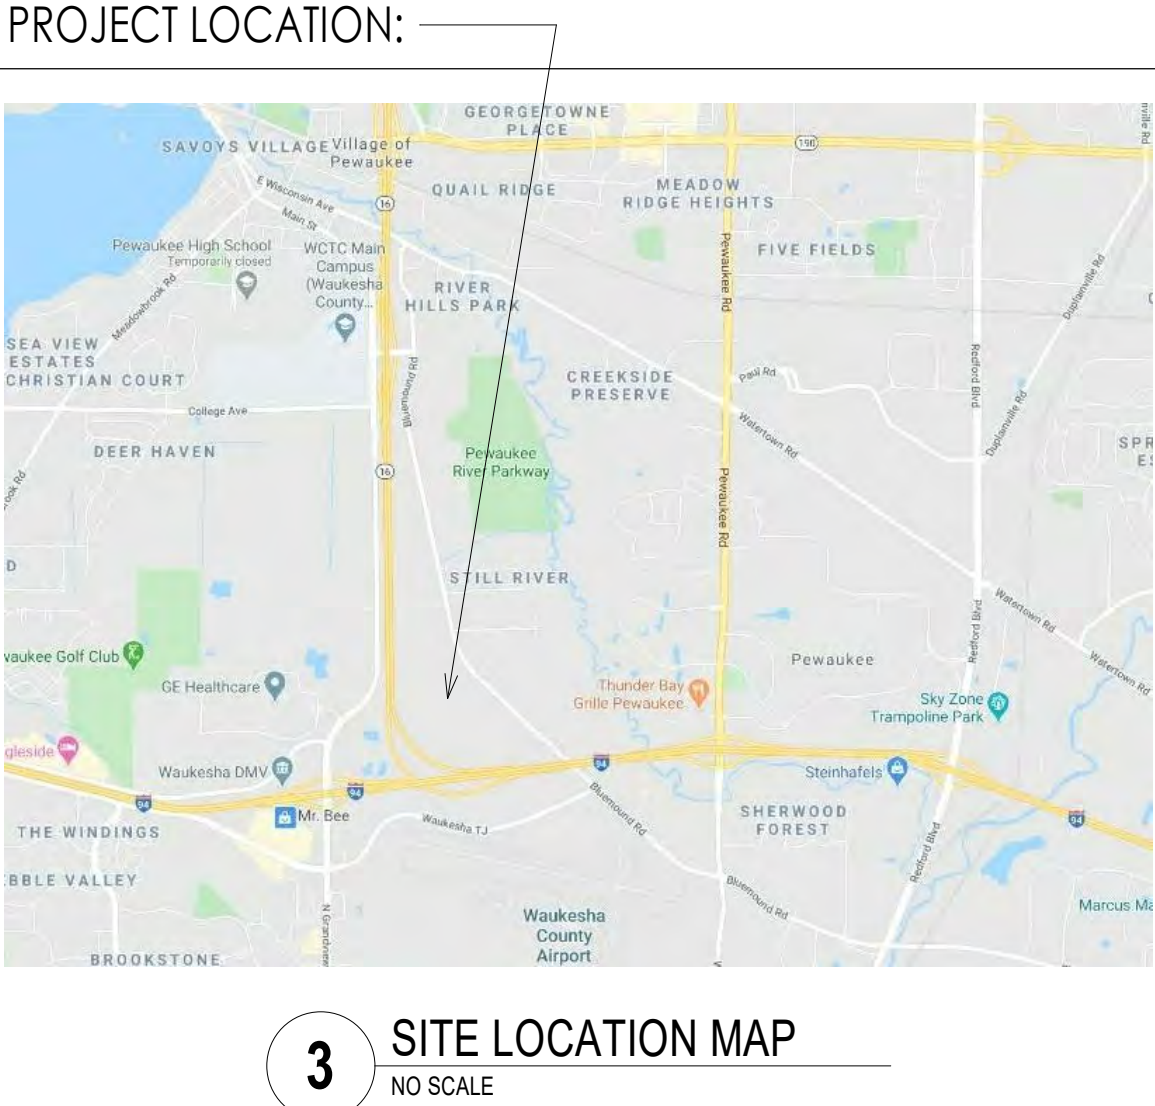 PROJECT LOCATION:
GEORGETOWNE
PLACE
SAVOYS VILLAGE
Village of
Pewaukee
190
E Wisconsin Ave
QUAIL RIDGE
MEADOW
RIDGE HEIGHTS
16
Main St
Pewaukee High School
Temporarily closed
WCTC Main
Campus
(Waukesha
County...
FIVE FIELDS
Pewaukee Rd
Duplainville Rd
Meadowbrook Rd
RIVER
HILLS PARK
SEA VIEW
ESTATES
CHRISTIAN COURT
Bluemound Rd
CREEKSIDE
PRESERVE
Paul Rd
Redford Blvd
Duplainville Rd
College Ave
Watertown Rd
DEER HAVEN
Pewaukee
River Parkway
16
SPR
ES
ook Rd
Pewaukee Rd
D
STILL RIVER
Watertown Rd
Redford Blvd
vaukee Golf Club
Pewaukee
Watertown Rd
GE Healthcare
Thunder Bay
Grille Pewaukee
Sky Zone
Trampoline Park
gleside
Waukesha DMV
94
Steinhafels
94
94
Mr. Bee
Waukesha TJ
Bluemound Rd
SHERWOOD
FOREST
94
THE WINDINGS
Redford Blvd
EBBLE VALLEY
Bluemound Rd
Marcus Ma
N Grandview
Waukesha
County
Airport
BROOKSTONE
3
SITE LOCATION MAP
NO SCALE